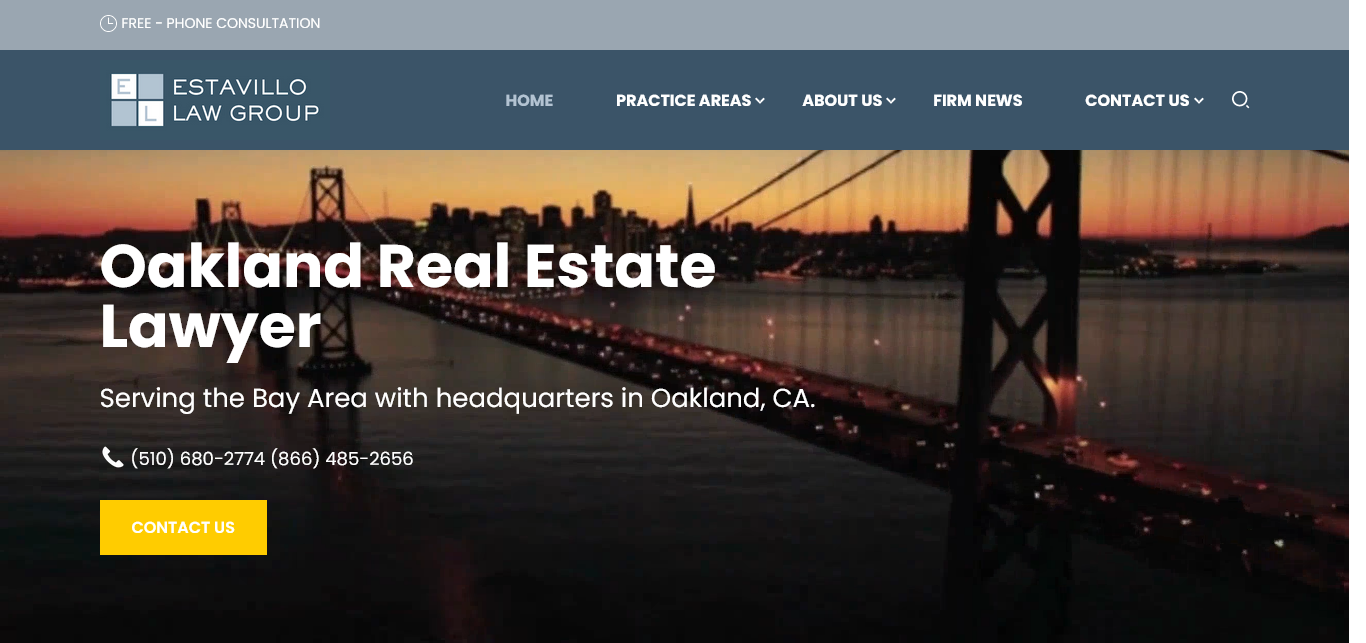 FREE - PHONE CONSULTATION
E L
ESTAVILLO
LAW GROUP
HOME PRACTICE AREAS ABOUT US FIRM NEWS CONTACT US
Oakland Real Estate
Lawyer
Serving the Bay Area with headquarters in Oakland, CA.
(510) 680-2774 (866) 485-2656
CONTACT US